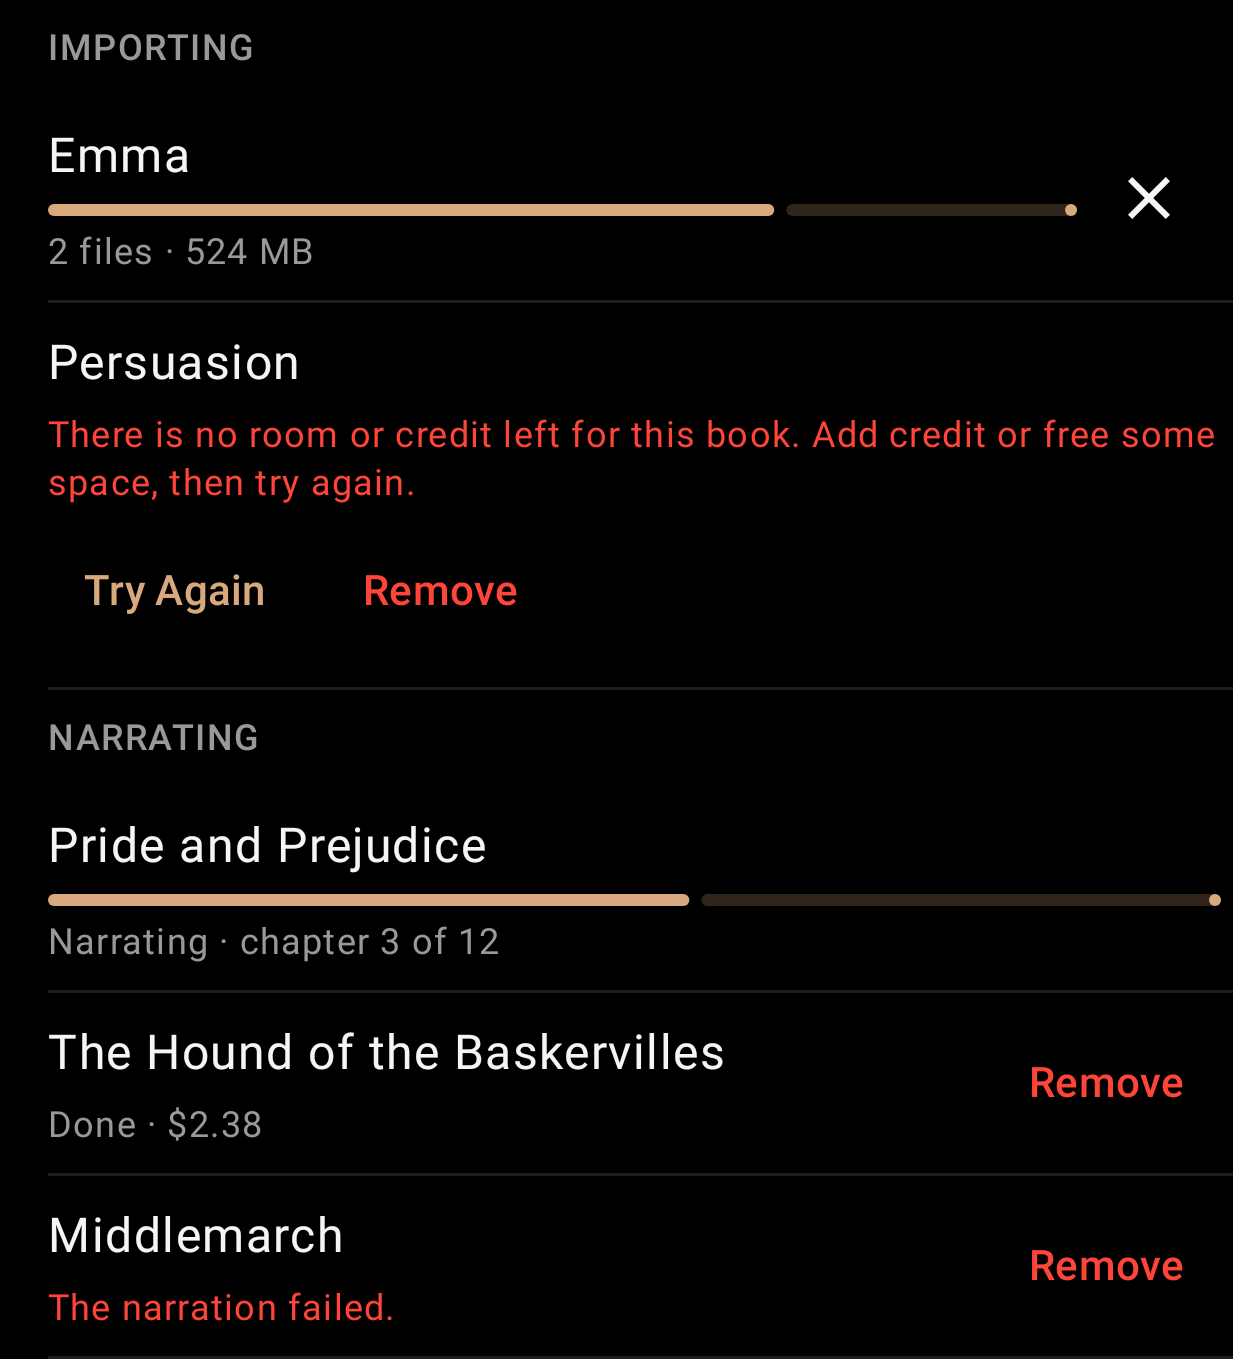 IMPORTING
Emma
2 files · 524 MB
Persuasion
There is no room or credit left for this book. Add credit or free some
space, then try again.
Try Again Remove
NARRATING
Pride and Prejudice
Narrating · chapter 3 of 12
The Hound of the Baskervilles
Remove
Done · $2.38
Middlemarch
Remove
The narration failed.